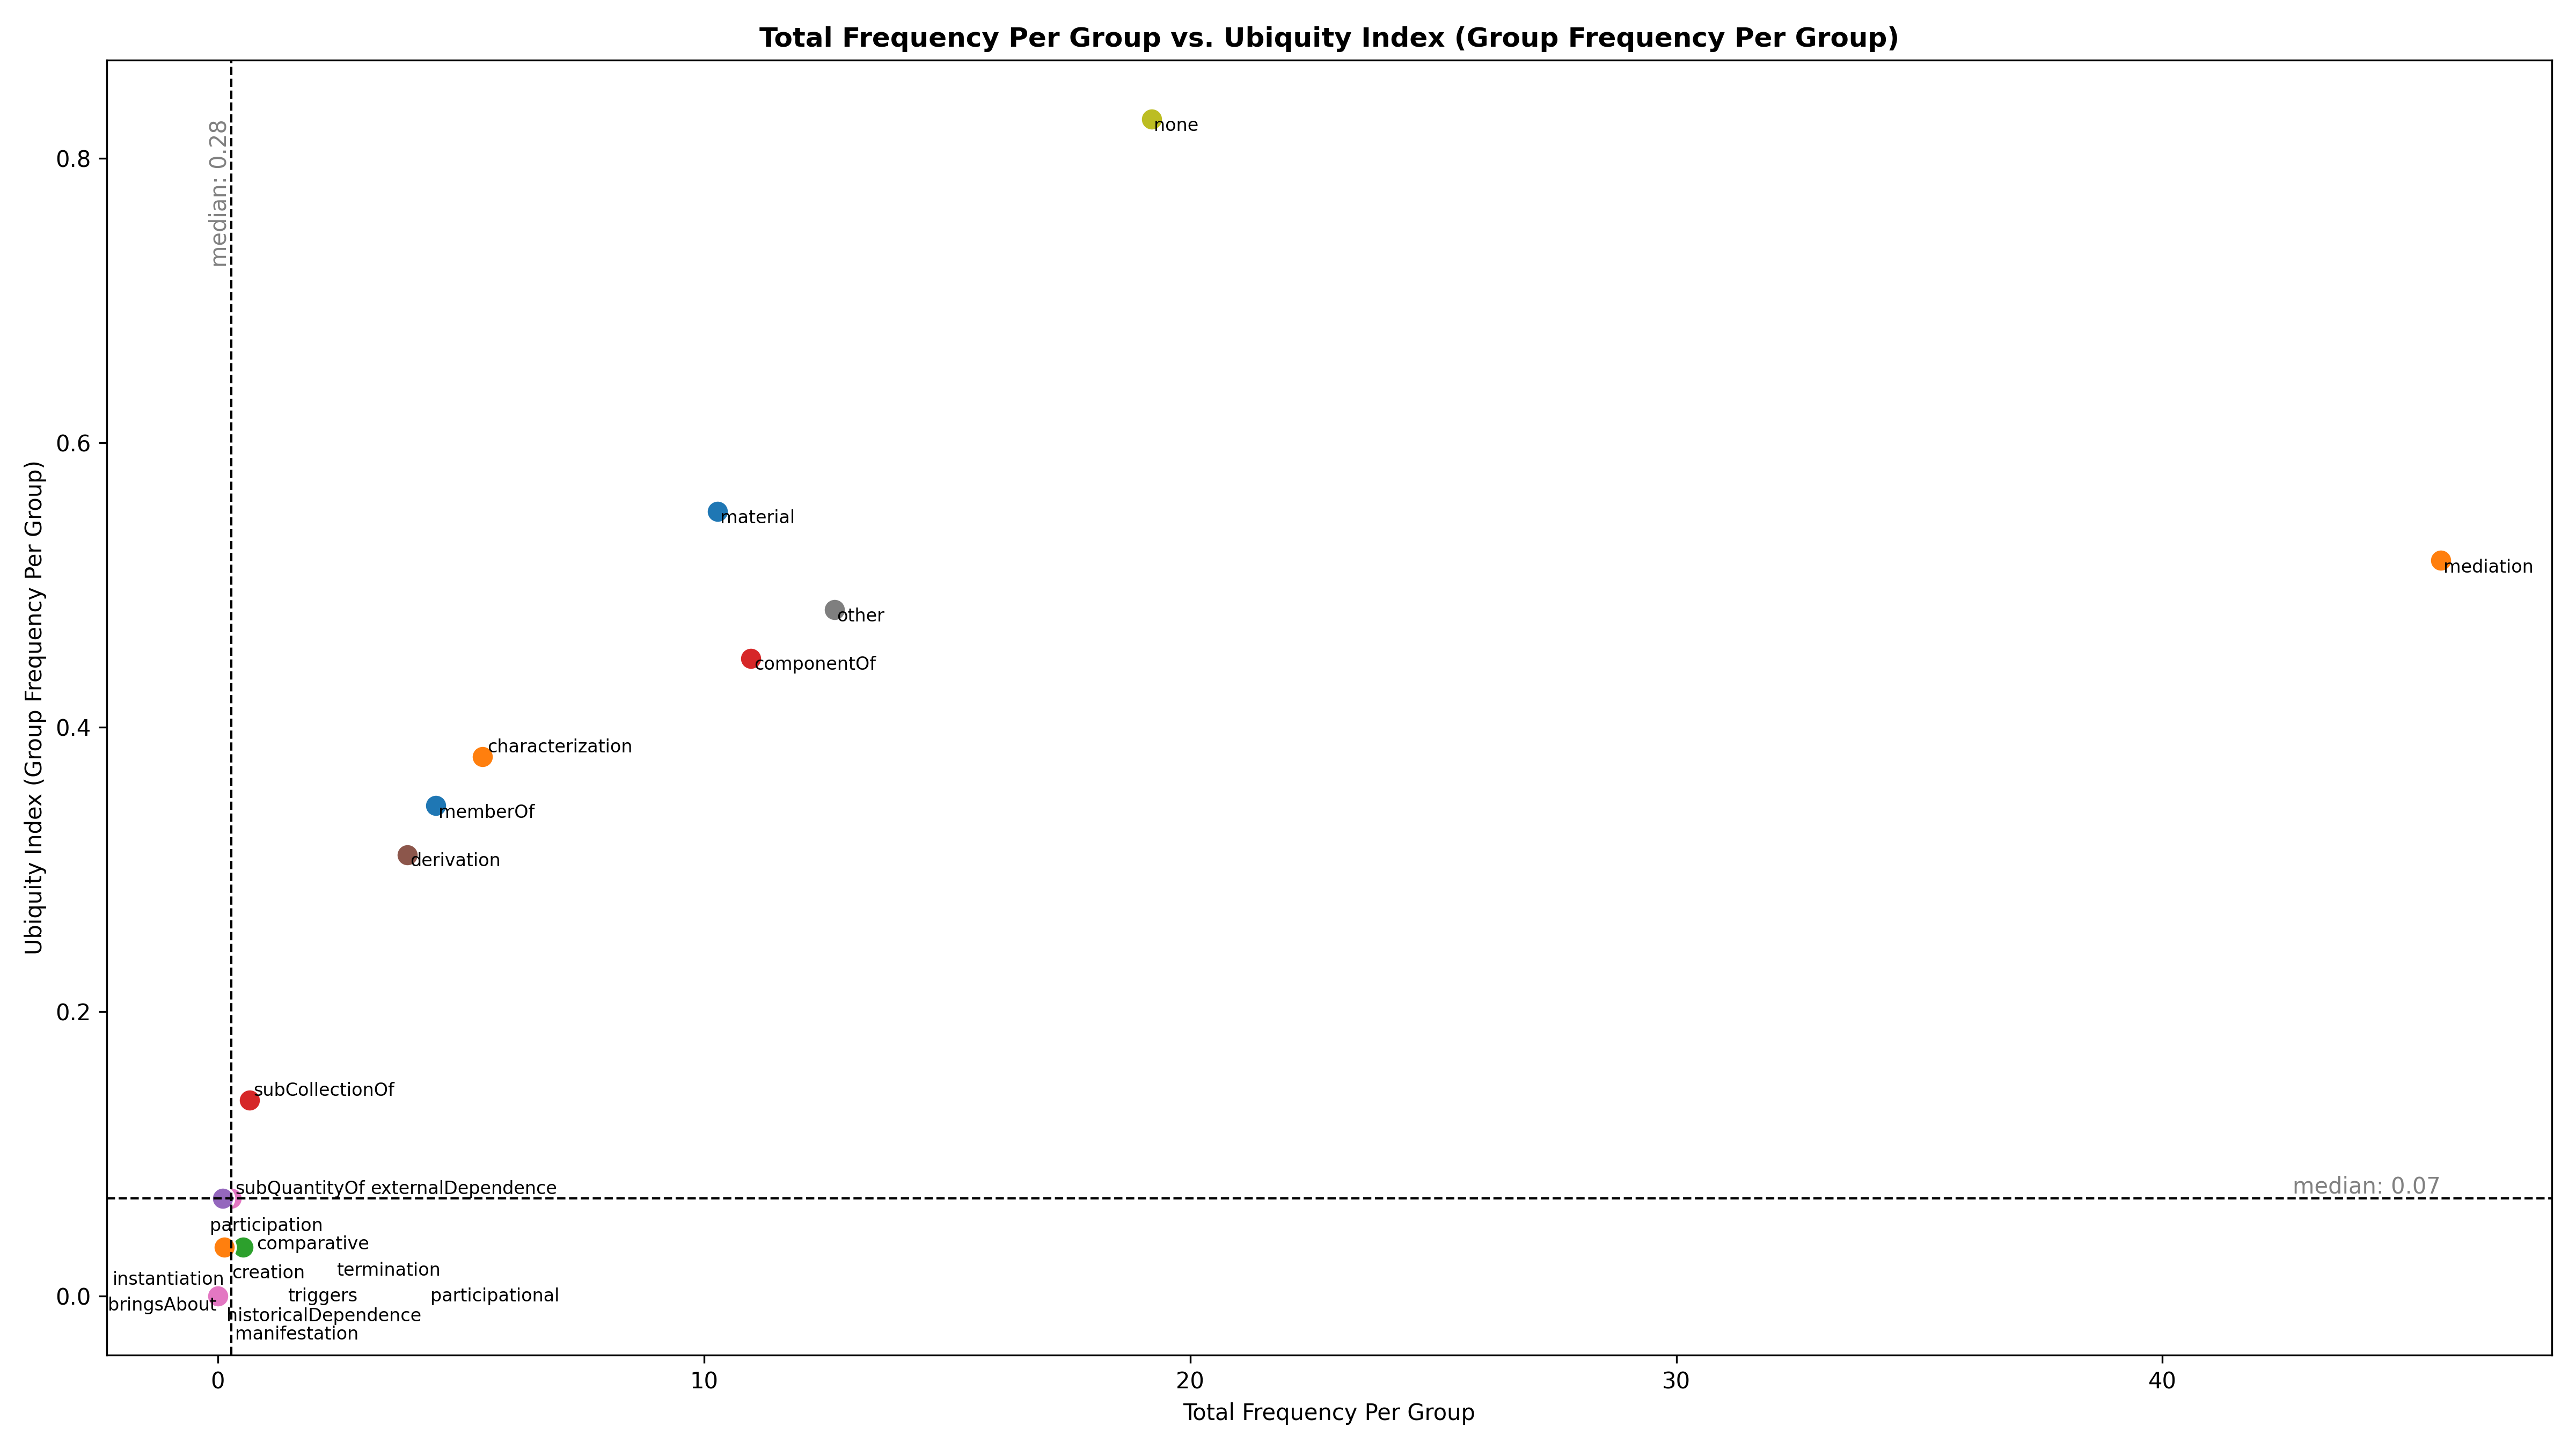 Total Frequency Per Group vs. Ubiquity Index (Group Frequency Per Group)
median: 0.28
none
0.8
0.6
material
mediation
other
componentOf
0.4
characterization
memberOf
derivation
0.2
subCollectionOf
subQuantityOf externalDependence
median: 0.07
participation
comparative
creation termination
instantiation
0.0
triggers participational
bringsAbout
historicalDependence
manifestation
0 10 20 30 40
Total Frequency Per Group
Ubiquity Index (Group Frequency Per Group)